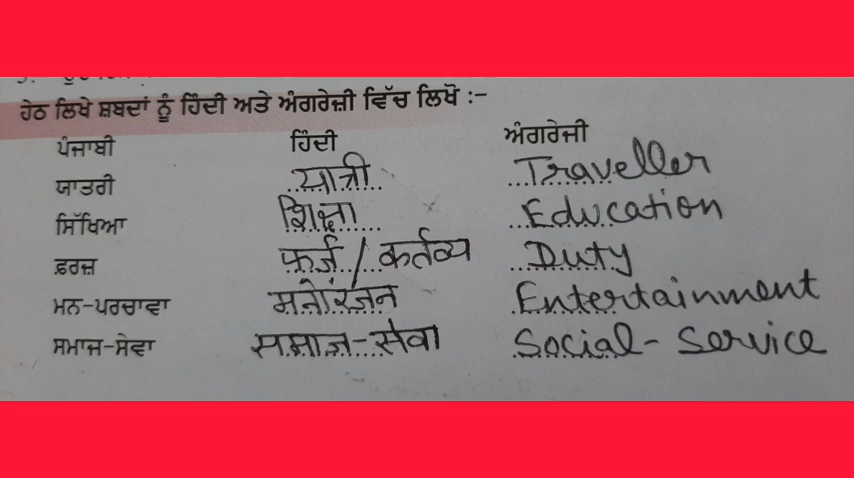 ਹੇਠ ਲਿਖੇ ਸ਼ਬਦਾਂ ਨੂੰ ਹਿੰਦੀ ਅਤੇ ਅੰਗਰੇਜ਼ੀ ਵਿੱਚ ਲਿਖੋ :-
ਪੰਜਾਬੀ ਹਿੰਦੀ ਅੰਗਰੇਜੀ
ਯਾਤਰੀ यात्री Traveller
ਸਿੱਖਿਆ शिक्षा Education
ਫ਼ਰਜ਼ फर्ज / कर्तव्य Duty
ਮਨ-ਪਰਚਾਵਾ मनोरंजन Entertainment
ਸਮਾਜ-ਸੇਵਾ समाज-सेवा Social-Service